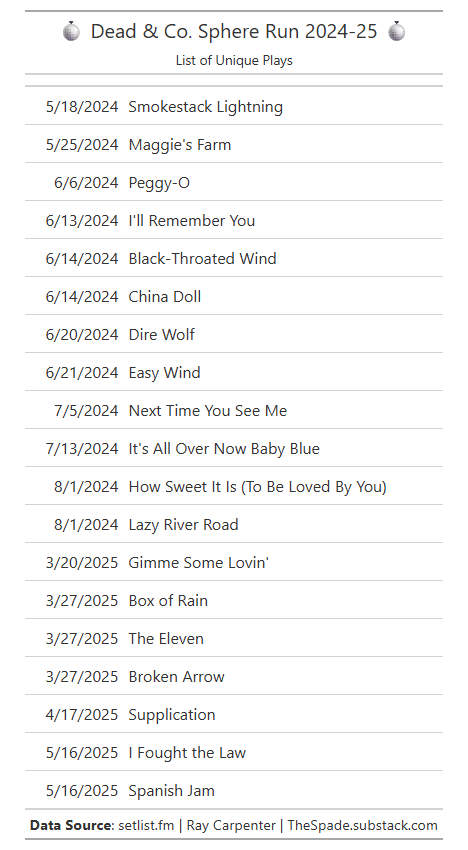 Dead & Co. Sphere Run 2024-25
List of Unique Plays
5/18/2024 Smokestack Lightning
5/25/2024 Maggie's Farm
6/6/2024 Peggy-O
6/13/2024 I'll Remember You
6/14/2024 Black-Throated Wind
6/14/2024 China Doll
6/20/2024 Dire Wolf
6/21/2024 Easy Wind
7/5/2024 Next Time You See Me
7/13/2024 It's All Over Now Baby Blue
8/1/2024 How Sweet It Is (To Be Loved By You)
8/1/2024 Lazy River Road
3/20/2025 Gimme Some Lovin'
3/27/2025 Box of Rain
3/27/2025 The Eleven
3/27/2025 Broken Arrow
4/17/2025 Supplication
5/16/2025 I Fought the Law
5/16/2025 Spanish Jam
Data Source: setlist.fm | Ray Carpenter | TheSpade.substack.com